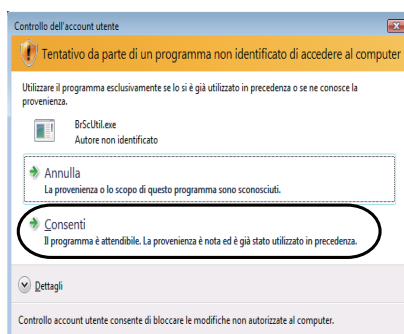 Controllo dell'account utente
Tentativo da parte di un programma non identificato di accedere al computer
Utilizzare il programma esclusivamente se lo si è già utilizzato in precedenza o se ne conosce la
provenienza.
BrScUtil.exe
Autore non identificato
Annulla
La provenienza o lo scopo di questo programma sono sconosciuti.
Consenti
Il programma è attendibile. La provenienza è nota ed è già stato utilizzato in precedenza.
Dettagli
Controllo account utente consente di bloccare le modifiche non autorizzate al computer.